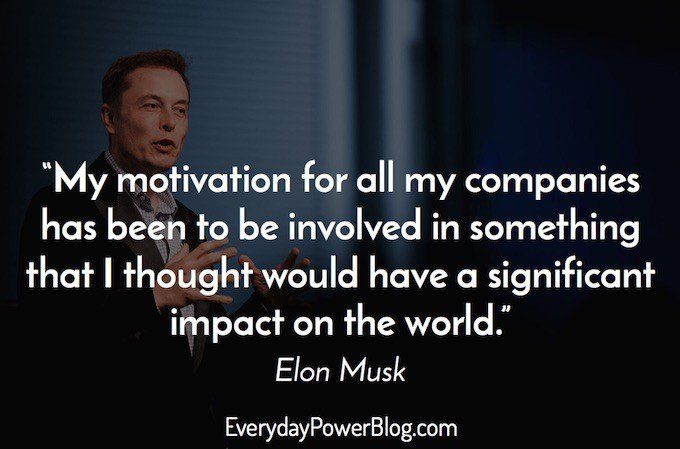 “My motivation for all my companies
has been to be involved in something
that I thought would have a significant
impact on the world.”
Elon Musk
EverydayPowerBlog.com